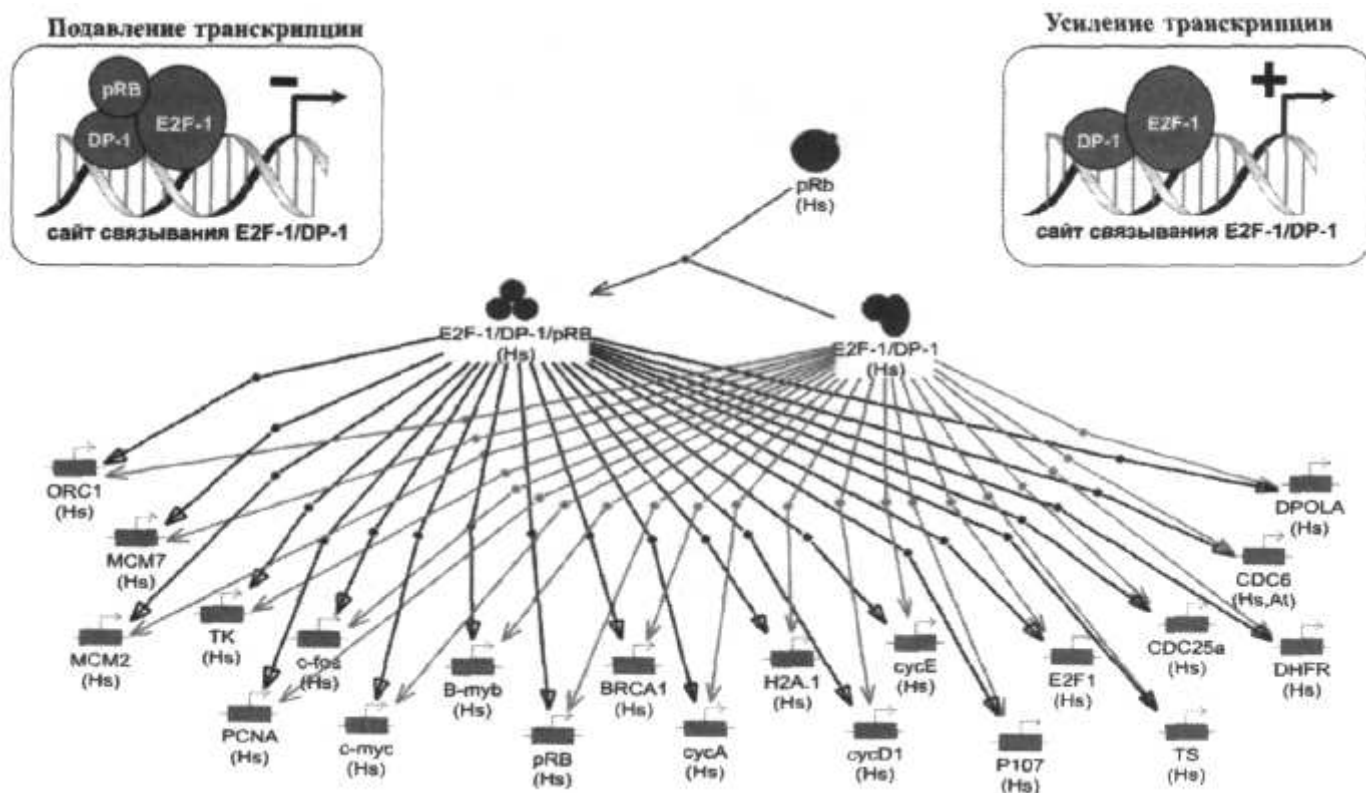 Подавление транскрипции
pRB
DP-1
E2F-1
сайт связывания E2F-1/DP-1
Усиление транскрипции
DP-1
E2F-1
сайт связывания E2F-1/DP-1
pRb
(Hs)
E2F-1/DP-1/pRB
(Hs)
E2F-1/DP-1
(Hs)
ORC1
(Hs)
MCM7
(Hs)
MCM2
(Hs)
TK
(Hs)
PCNA
(Hs)
c-fos
(Hs)
c-myc
(Hs)
B-myb
(Hs)
pRB
(Hs)
BRCA1
(Hs)
cycA
(Hs)
H2A.1
(Hs)
cycD1
(Hs)
cycE
(Hs)
P107
(Hs)
E2F1
(Hs)
TS
(Hs)
CDC25a
(Hs)
DHFR
(Hs)
CDC6
(Hs,At)
DPOLA
(Hs)